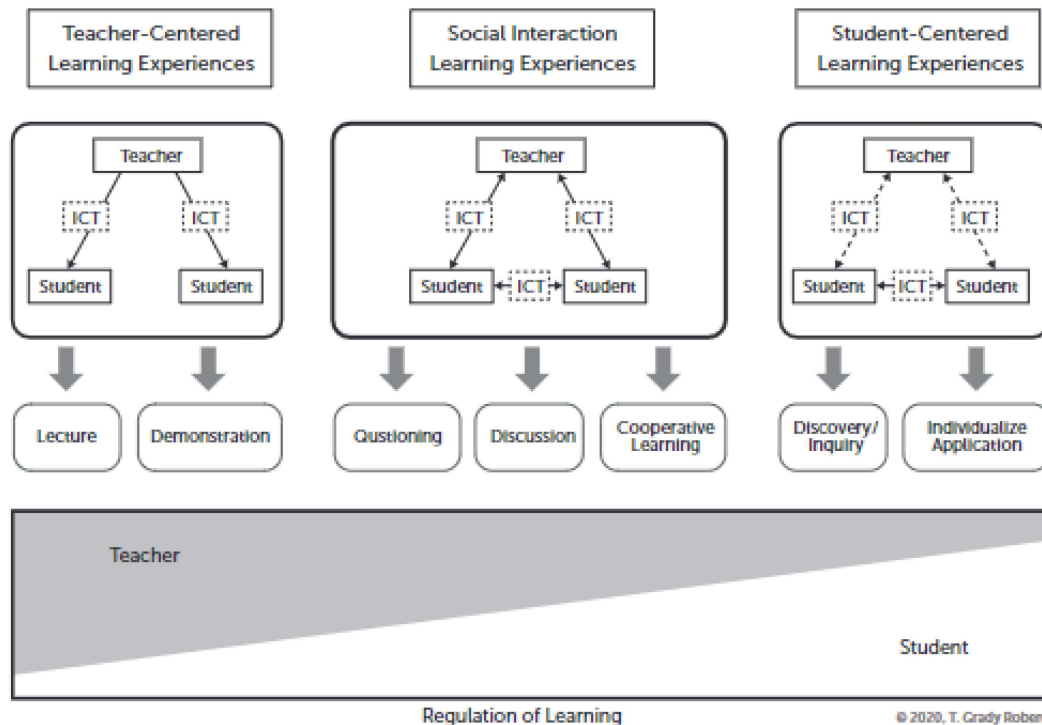 Teacher-Centered
Learning Experiences
Social Interaction
Learning Experiences
Student-Centered
Learning Experiences
Teacher
ICT
ICT
Student
Student
Teacher
ICT
ICT
Student
ICT
Student
Teacher
ICT
ICT
Student
ICT
Student
Lecture
Demonstration
Qustioning
Discussion
Cooperative
Learning
Discovery/
Inquiry
Individualize
Application
Teacher
Student
Regulation of Learning
© 2020, T. Grady Rober